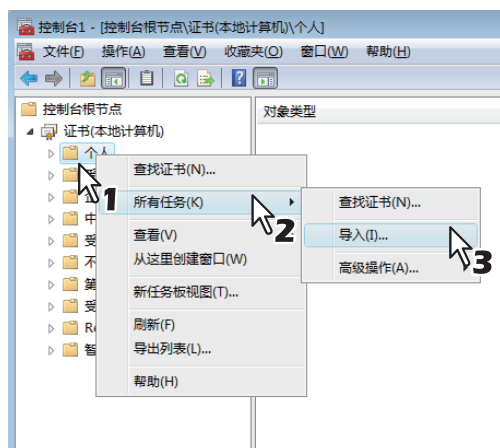 控制台1 - [控制台根节点\证书(本地计算机)\个人]
文件(F) 操作(A) 查看(V) 收藏夹(O) 窗口(W) 帮助(H)
控制台根节点
证书(本地计算机)
个人
中
受
不
第
受
Re
智
对象类型
1
查找证书(N)...
所有任务(K)
查看(V)
从这里创建窗口(W)
新任务板视图(T)...
刷新(F)
导出列表(L)...
帮助(H)
2
查找证书(N)...
导入(I)...
高级操作(A)...
3